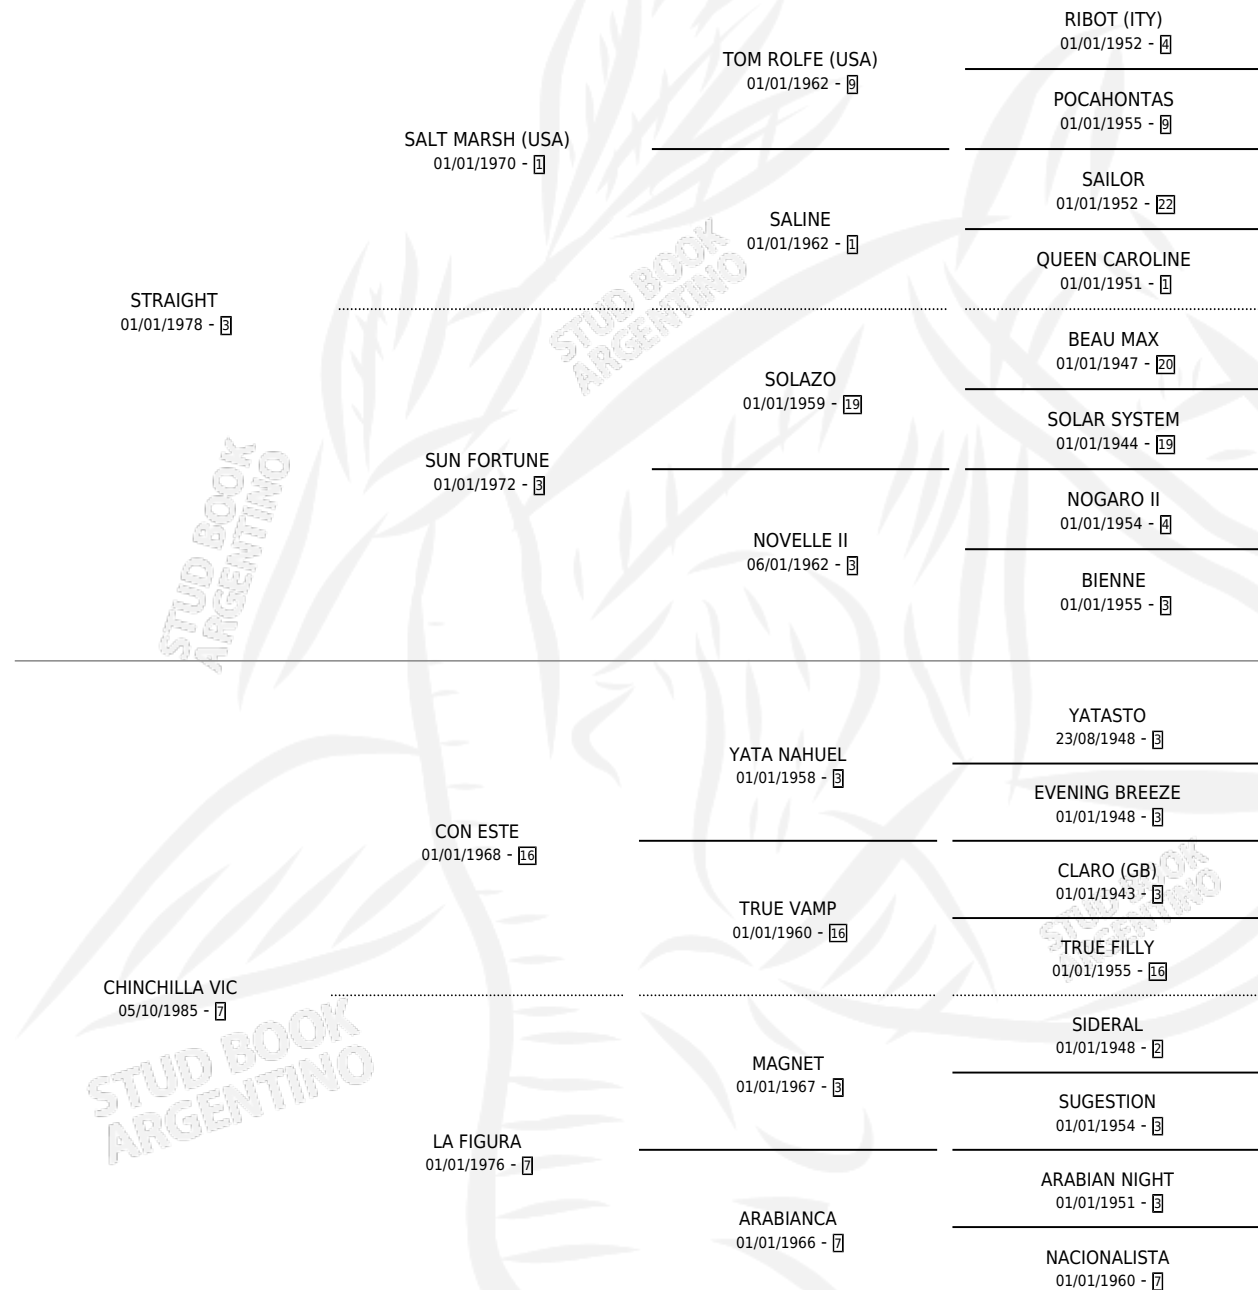 RIBOT (ITY)
01/01/1952 - 4
TOM ROLFE (USA)
01/01/1962 - 9
POCAHONTAS
01/01/1955 - 9
SALT MARSH (USA)
01/01/1970 - 1
SAILOR
01/01/1952 - 22
SALINE
01/01/1962 - 1
QUEEN CAROLINE
01/01/1951 - 1
STRAIGHT
01/01/1978 - 3
STUD BOOK
ARGENTINO
BEAU MAX
01/01/1947 - 20
SOLAZO
01/01/1959 - 19
SOLAR SYSTEM
01/01/1944 - 19
SUN FORTUNE
01/01/1972 - 3
NOGARO II
01/01/1954 - 4
NOVELLE II
06/01/1962 - 3
BIENNE
01/01/1955 - 3
STUD BOOK
ARGENTINO
YATASTO
23/08/1948 - 3
YATA NAHUEL
01/01/1958 - 3
EVENING BREEZE
01/01/1948 - 3
CON ESTE
01/01/1968 - 16
CLARO (GB)
01/01/1943 - 3
TRUE VAMP
01/01/1960 - 16
STUD BOOK
ARGENTINO
TRUE FILLY
01/01/1955 - 16
CHINCHILLA VIC
05/10/1985 - 7
STUD BOOK
ARGENTINO
SIDERAL
01/01/1948 - 2
MAGNET
01/01/1967 - 3
SUGESTION
01/01/1954 - 3
LA FIGURA
01/01/1976 - 7
ARABIAN NIGHT
01/01/1951 - 3
ARABIANCA
01/01/1966 - 7
NACIONALISTA
01/01/1960 - 7